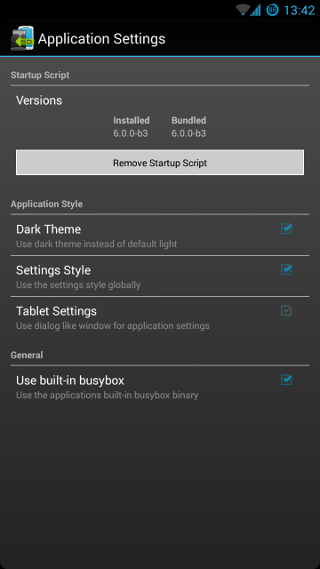 95 13:42
Application Settings
Startup Script
Versions
Installed Bundled
6.0.0-b3 6.0.0-b3
Remove Startup Script
Application Style
Dark Theme
Use dark theme instead of default light
Settings Style
Use the settings style globally
Tablet Settings
Use dialog like window for application settings
General
Use built-in busybox
Use the applications built-in busybox binary